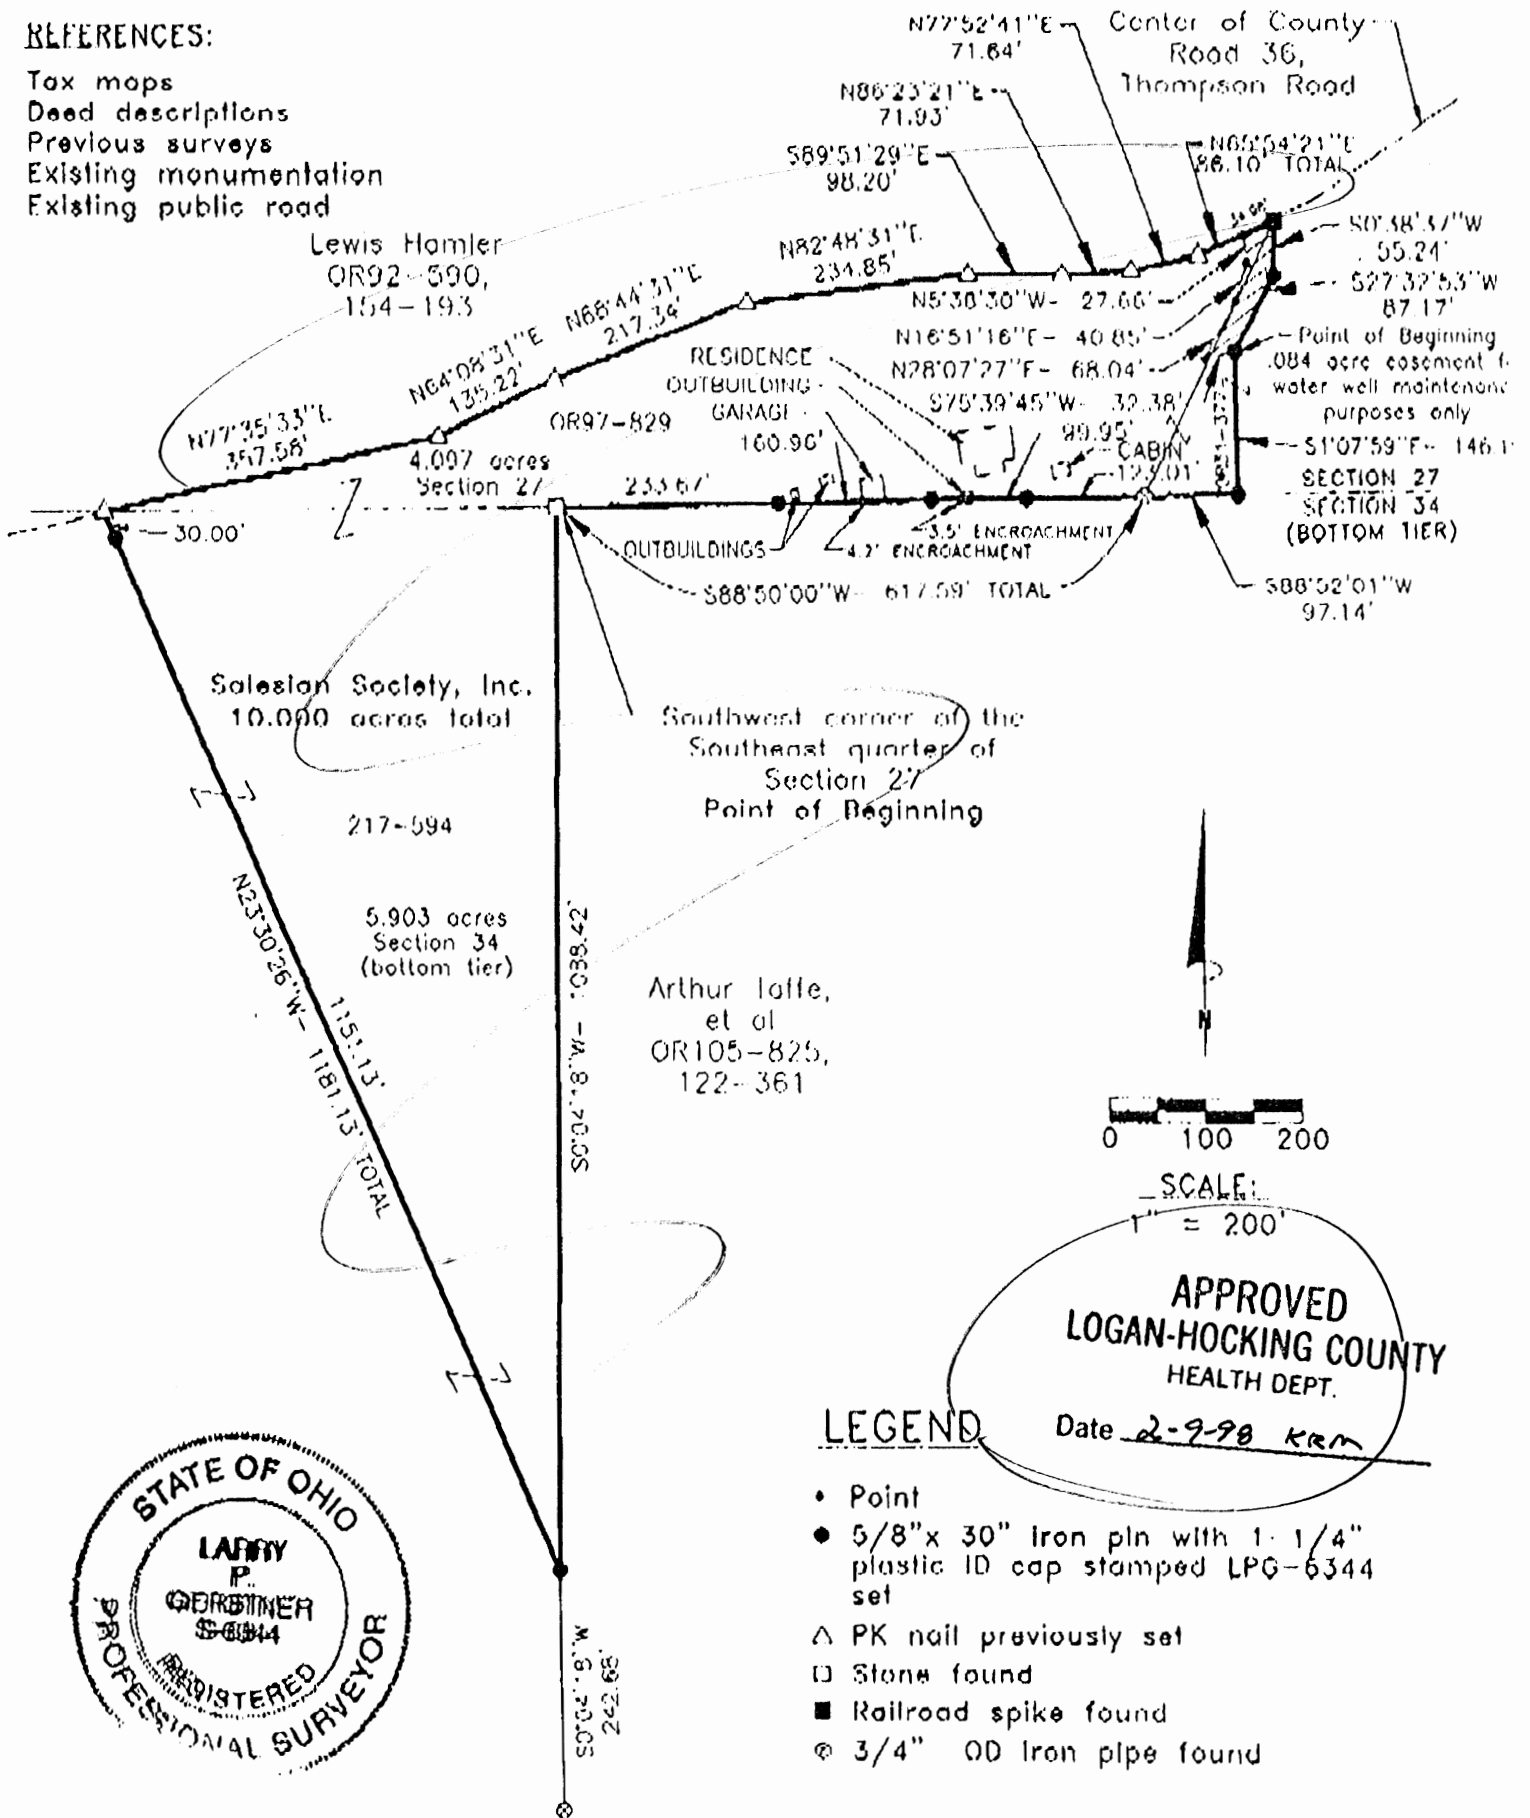 REFERENCES:
Tax maps
Deed descriptions
Previous surveys
Existing monumentation
Existing public road
N77°52'41"E
71.64'
Center of County
Road 36,
Thompson Road
N86°23'21"E
71.93'
S89°51'29"E
98.20'
N65°54'21"E
86.10' TOTAL
Lewis Hamler
OR92-590,
154-193
N82°48'31"E
234.85'
N68°44'31"E
217.34'
N64°08'31"E
135.22'
N77°35'33"E
357.58'
S0°38'37"W
55.24'
S27°32'53"W
87.17'
N5°38'30"W- 27.66'
N16°51'16"E- 40.85'
N28°07'27"E- 68.04'
S75°39'45"W- 32.38'
Point of Beginning
.084 acre easement
water well maintenanc
purposes only
RESIDENCE
OUTBUILDING
GARAGE
160.96'
99.95'
CABIN
OR97-829
4.097 acres
Section 27
233.67'
S1°07'59"E- 146.1
SECTION 27
SECTION 34
(BOTTOM TIER)
30.00'
OUTBUILDINGS
4.2' ENCROACHMENT
3.5' ENCROACHMENT
S88°50'00"W- 617.59' TOTAL
S88°52'01"W
97.14'
Salesian Society, Inc.
10.000 acres total
Southwest corner of the
Southeast quarter of
Section 27
Point of Beginning
217-594
N23°30'26"W- 1181.13' TOTAL
1151.13'
5.903 acres
Section 34
(bottom tier)
S0°04'18"W - 1038.42'
Arthur Iaffe,
et al
OR105-825,
122-361
N
0 100 200
SCALE:
1" = 200'
APPROVED
LOGAN-HOCKING COUNTY
HEALTH DEPT.
Date 2-9-98 KRM
LEGEND
Point
5/8"x 30" Iron pin with 1-1/4"
plastic ID cap stamped LPG-6344
set
PK nail previously set
Stone found
Railroad spike found
3/4" OD Iron pipe found
STATE OF OHIO
LARRY
P.
GERSTNER
S-6344
REGISTERED
PROFESSIONAL SURVEYOR
S0°04'18"W
242.68'